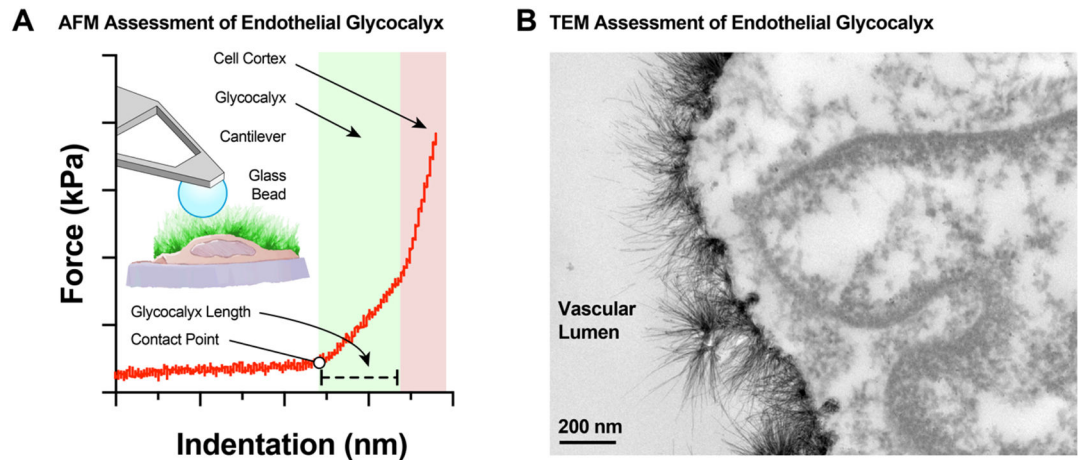 A AFM Assessment of Endothelial Glycocalyx
Cell Cortex
Glycocalyx
Cantilever
Glass
Bead
Glycocalyx Length
Contact Point
Force (kPa)
Indentation (nm)
B TEM Assessment of Endothelial Glycocalyx
Vascular
Lumen
200 nm